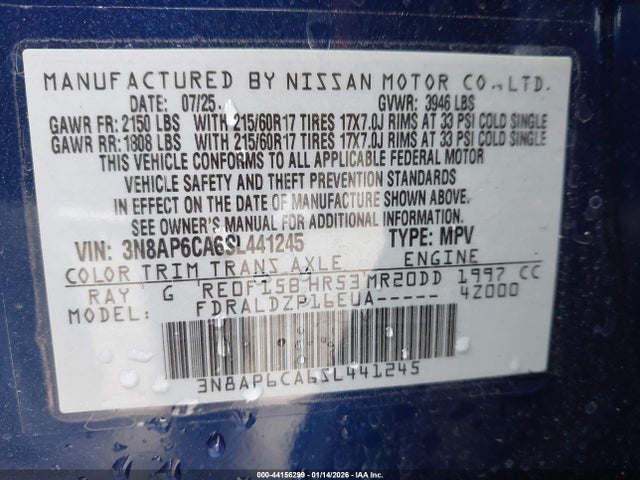 MANUFACTURED BY NISSAN MOTOR CO., LTD.
DATE: 07/25 GVWR: 3946 LBS
GAWR FR: 2150 LBS WITH 215/60R17 TIRES 17X7.0J RIMS AT 33 PSI COLD SINGLE
GAWR RR: 1808 LBS WITH 215/60R17 TIRES 17X7.0J RIMS AT 33 PSI COLD SINGLE
THIS VEHICLE CONFORMS TO ALL APPLICABLE FEDERAL MOTOR
VEHICLE SAFETY AND THEFT PREVENTION STANDARDS
IN EFFECT ON THE DATE OF MANUFACTURE SHOWN ABOVE.
SEE OWNER'S MANUAL FOR ADDITIONAL INFORMATION.
VIN: 3N8AP6CA6SL441245 TYPE: MPV
COLOR TRIM TRANS AXLE ENGINE
RAY G RE0F15B HR53 MR20DD 1997 CC
MODEL: FDRALDZP16EUA----- 4Z000
3N8AP6CA6SL441245
000-44156299 - 01/14/2026 - IAAI.COM